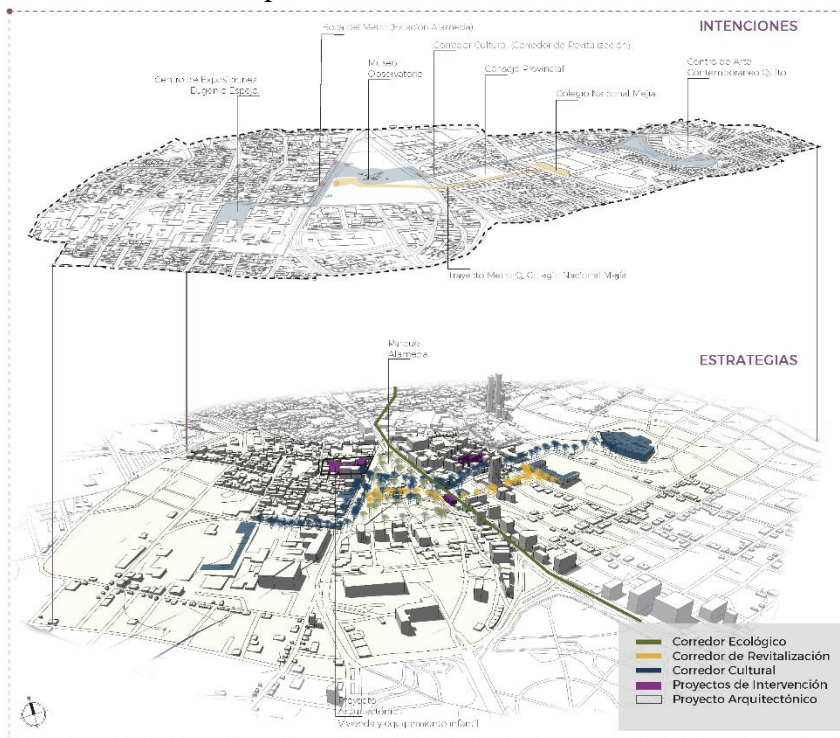 INTENCIONES
Boca del Metro (Estación Alameda)
Corredor Cultural (Corredor de Revitalización)
Museo
Observatorio
Centro de Arte
Contemporaneo Quito
Centro de Exposiciones
Eugenio Espejo
Consejo Provincial
Colegio Nacional Mejía
Trayecto Metro Q, Colegio Nacional Mejía
Parque
Alameda
ESTRATEGIAS
Corredor Ecológico
Corredor de Revitalización
Corredor Cultural
Proyectos de Intervención
Proyecto Arquitectónico
Proyecto
Arquitectónico
Vivienda y equipamiento infantil